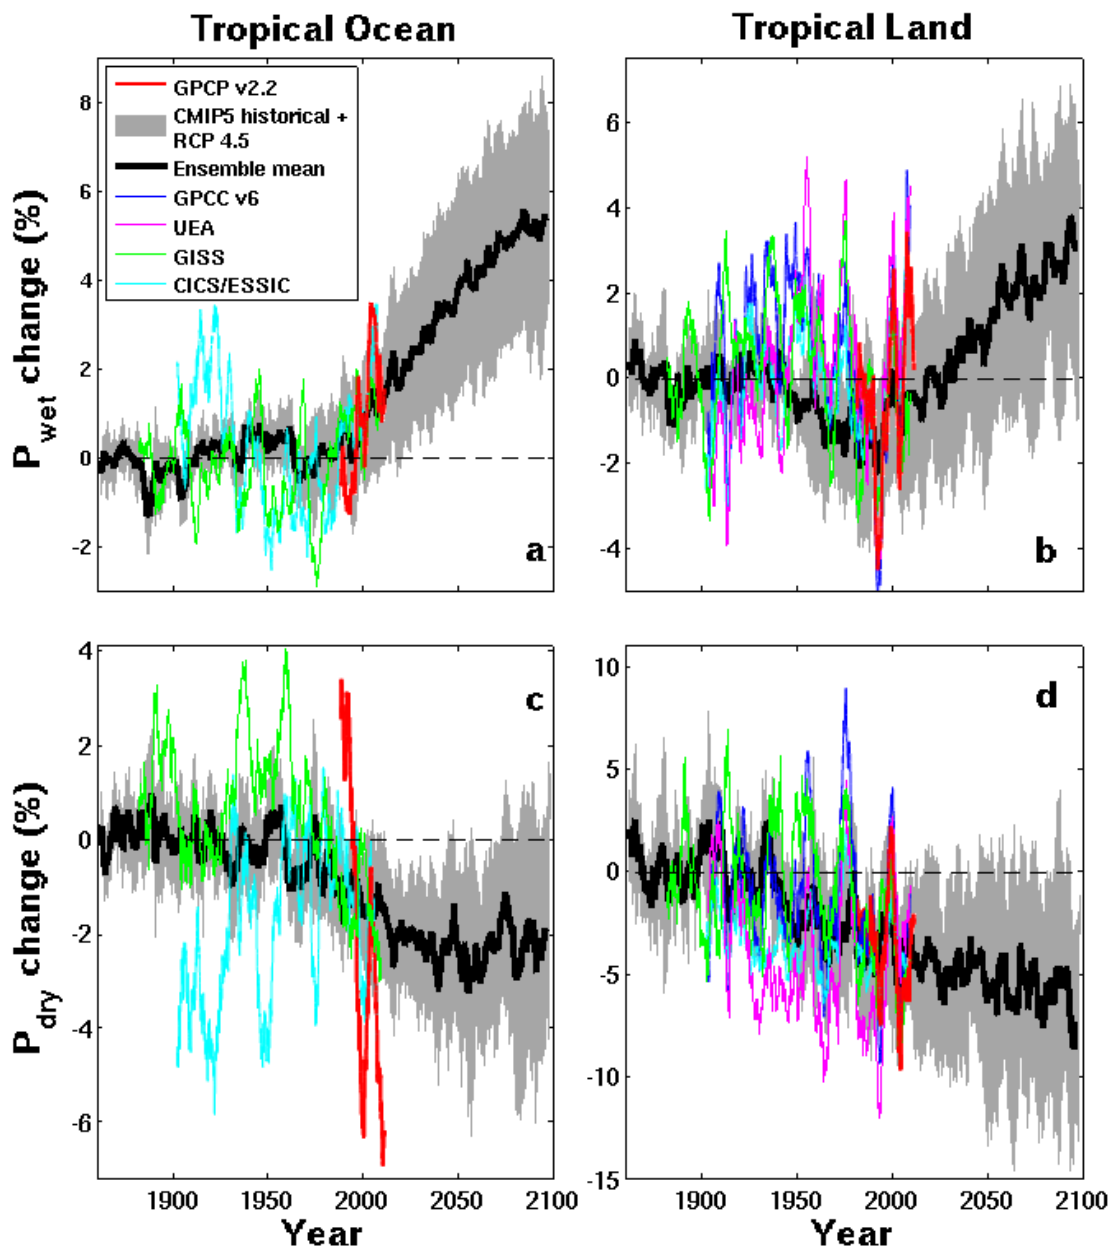 Tropical Ocean
Tropical Land
P wet change (%)
8
6
4
2
0
-2
GPCP v2.2
CMIP5 historical +
RCP 4.5
Ensemble mean
GPCC v6
UEA
GISS
CICS/ESSIC
a
6
4
2
0
-2
-4
b
P dry change (%)
4
2
0
-2
-4
-6
c
1900 1950 2000 2050 2100
Year
10
5
0
-5
-10
-15
d
1900 1950 2000 2050 2100
Year